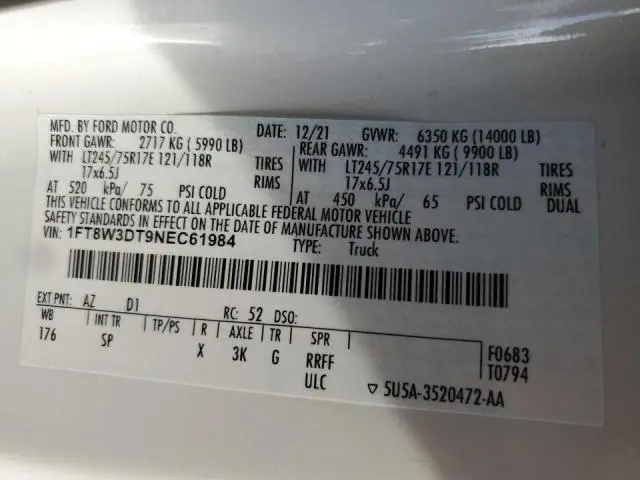 MFD. BY FORD MOTOR CO. DATE: 12/21 GVWR: 6350 KG (14000 LB)
FRONT GAWR: 2717 KG (5990 LB) REAR GAWR: 4491 KG (9900 LB)
WITH LT245/75R17E 121/118R TIRES WITH LT245/75R17E 121/118R TIRES
17x6.5J RIMS 17x6.5J RIMS
AT 520 kPa/ 75 PSI COLD AT 450 kPa/ 65 PSI COLD DUAL
THIS VEHICLE CONFORMS TO ALL APPLICABLE FEDERAL MOTOR VEHICLE
SAFETY STANDARDS IN EFFECT ON THE DATE OF MANUFACTURE SHOWN ABOVE.
VIN: 1FT8W3DT9NEC61984 TYPE: Truck
EXT PNT: AZ D1 RC: 52 DSO:
WB INT TR TP/PS R AXLE TR SPR
176 SP X 3K G RRFF
ULC
F0683
T0794
▽ 5U5A-3520472-AA